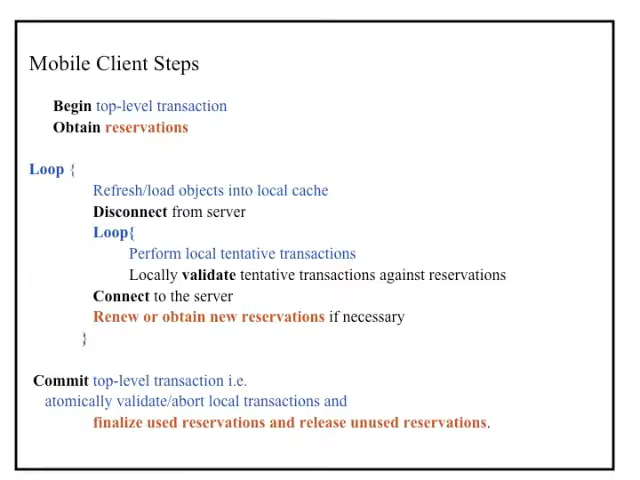 Mobile Client Steps
Begin top-level transaction
Obtain reservations
Loop {
Refresh/load objects into local cache
Disconnect from server
Loop{
Perform local tentative transactions
Locally validate tentative transactions against reservations
Connect to the server
Renew or obtain new reservations if necessary
}
Commit top-level transaction i.e.
atomically validate/abort local transactions and
finalize used reservations and release unused reservations.